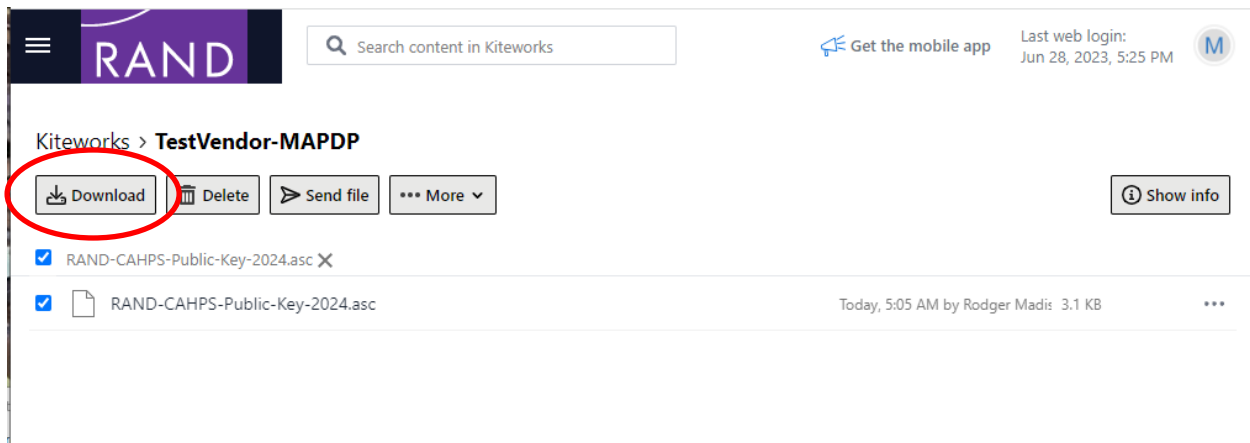 RAND
Search content in Kiteworks
Get the mobile app
Last web login:
Jun 28, 2023, 5:25 PM
M
Kiteworks > TestVendor-MAPDP
Download
Delete
Send file
••• More
Show info
RAND-CAHPS-Public-Key-2024.asc
RAND-CAHPS-Public-Key-2024.asc Today, 5:05 AM by Rodger Madis 3.1 KB